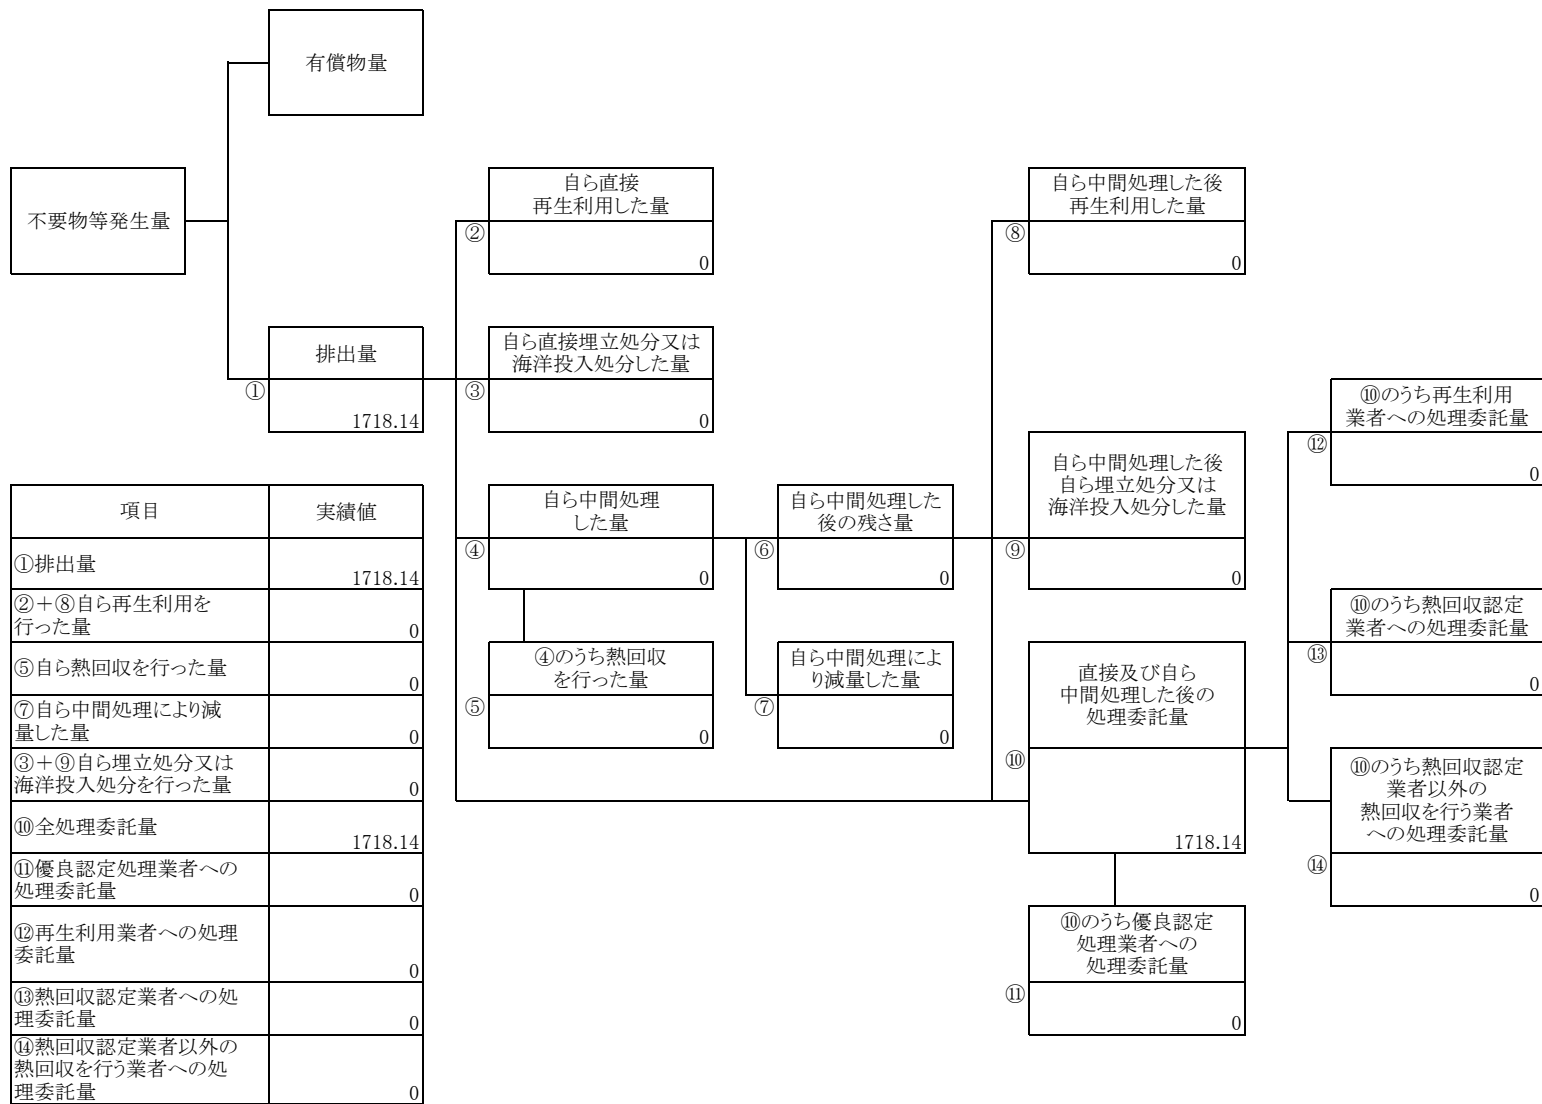 有償物量
不要物等発生量
自ら直接
再生利用した量
②
0
自ら中間処理した後
再生利用した量
⑧
0
排出量
①
1718.14
自ら直接埋立処分又は
海洋投入処分した量
③
0
⑩のうち再生利用
業者への処理委託量
⑫
0
自ら中間処理
した量
④
0
自ら中間処理した
後の残さ量
⑥
0
自ら中間処理した後
自ら埋立処分又は
海洋投入処分した量
⑨
0
⑩のうち熱回収認定
業者への処理委託量
⑬
0
④のうち熱回収
を行った量
⑤
0
自ら中間処理によ
り減量した量
⑦
0
直接及び自ら
中間処理した後の
処理委託量
⑩
1718.14
⑩のうち熱回収認定
業者以外の
熱回収を行う業者
への処理委託量
⑭
0
⑩のうち優良認定
処理業者への
処理委託量
⑪
0
項目 実績値
①排出量
1718.14
②+⑧自ら再生利用を
行った量
0
⑤自ら熱回収を行った量
0
⑦自ら中間処理により減
量した量
0
③+⑨自ら埋立処分又は
海洋投入処分を行った量
0
⑩全処理委託量
1718.14
⑪優良認定処理業者への
処理委託量
0
⑫再生利用業者への処理
委託量
0
⑬熱回収認定業者への処
理委託量
0
⑭熱回収認定業者以外の
熱回収を行う業者への処
理委託量
0